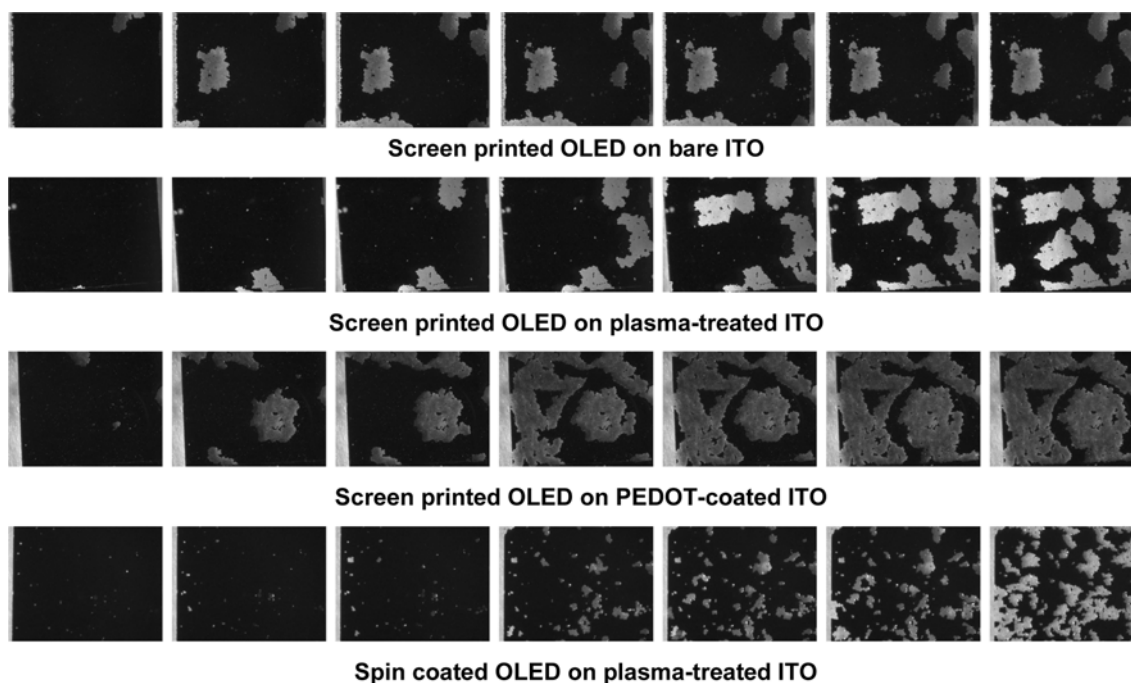 Screen printed OLED on bare ITO
Screen printed OLED on plasma-treated ITO
Screen printed OLED on PEDOT-coated ITO
Spin coated OLED on plasma-treated ITO